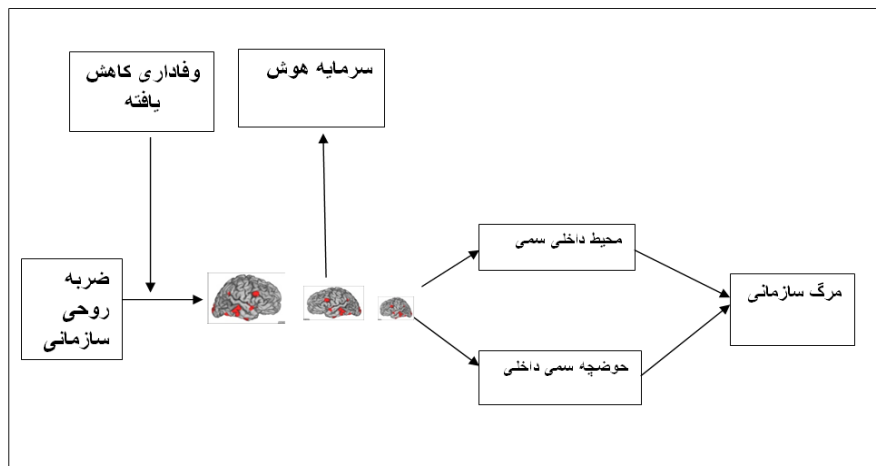 وفاداری کاهش
یافته
سرمایه هوش
ضربه
روحی
سازمانی
محیط داخلی سمی
حوضچه سمی داخلی
مرگ سازمانی